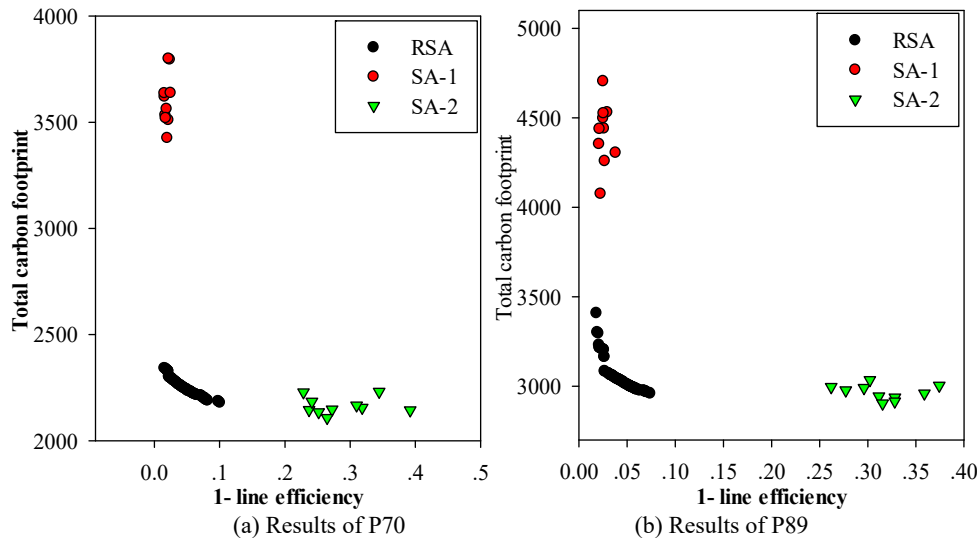 4000
3500
3000
2500
2000
Total carbon footprint
RSA
SA-1
SA-2
0.0 .1 .2 .3 .4 .5
1- line efficiency
(a) Results of P70
5000
4500
4000
3500
3000
Total carbon footprint
RSA
SA-1
SA-2
0.00 .05 .10 .15 .20 .25 .30 .35 .40
1- line efficiency
(b) Results of P89